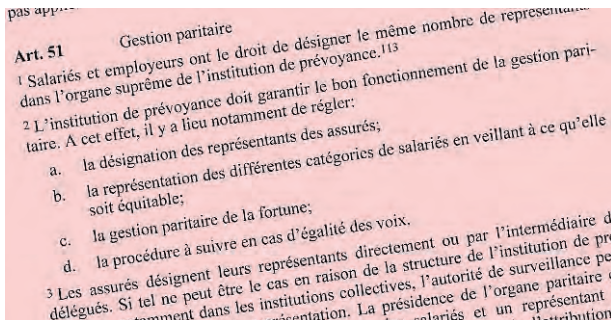 pas
Art. 51 Gestion paritaire
1 Salariés et employeurs ont le droit de désigner le même nombre de représentants
dans l'organe suprême de l'institution de prévoyance.113
2 L'institution de prévoyance doit garantir le bon fonctionnement de la gestion pari-
taire. A cet effet, il y a lieu notamment de régler:
a. la désignation des représentants des assurés;
b. la représentation des différentes catégories de salariés en veillant à ce qu'elle
soit équitable;
c. la gestion paritaire de la fortune;
d. la procédure à suivre en cas d'égalité des voix.
3 Les assurés désignent leurs représentants directement ou par l'intermédiaire
délégués. Si tel ne peut être le cas en raison de la structure de l'institution de
dans les institutions collectives, l'autorité de surveillance
La présidence de l'organe paritaire
salariés et un représentant